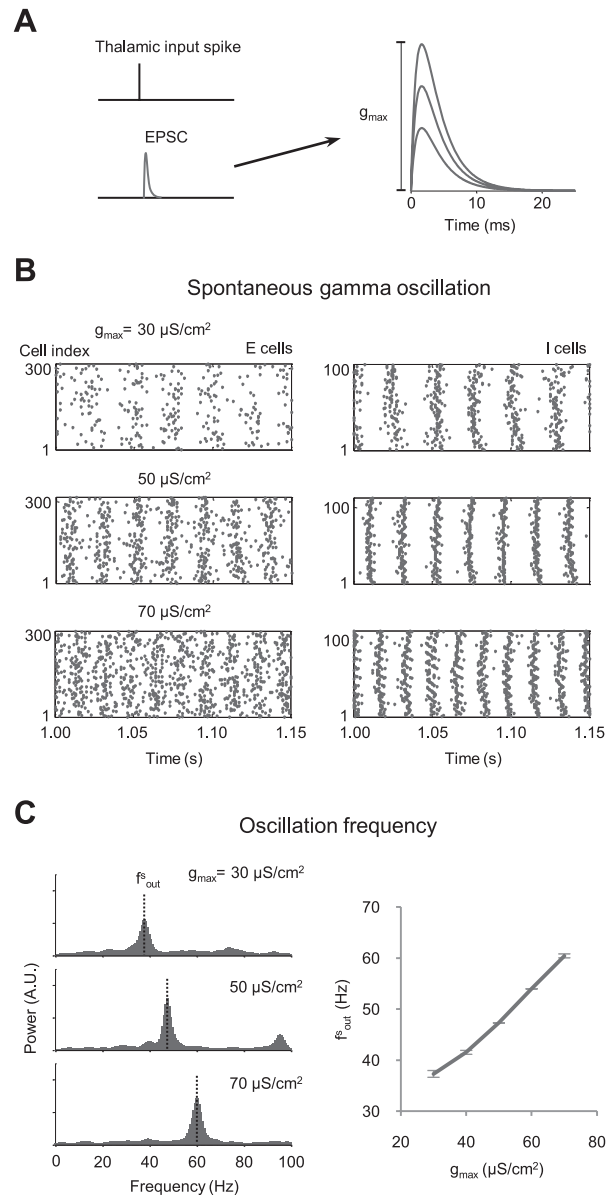 A
Thalamic input spike
EPSC
gmax
0 10 20
Time (ms)
B
Spontaneous gamma oscillation
gmax= 30 µS/cm²
Cell index
E cells
I cells
300
1
100
1
50 µS/cm²
300
1
100
1
70 µS/cm²
300
1
100
1
1.00 1.05 1.10 1.15
1.00 1.05 1.10 1.15
Time (s)
Time (s)
C
Oscillation frequency
fsout
gmax= 30 µS/cm²
50 µS/cm²
70 µS/cm²
Power (A.U.)
0 20 40 60 80 100
Frequency (Hz)
70
60
50
40
30
fsout (Hz)
20 40 60 80
gmax (µS/cm²)